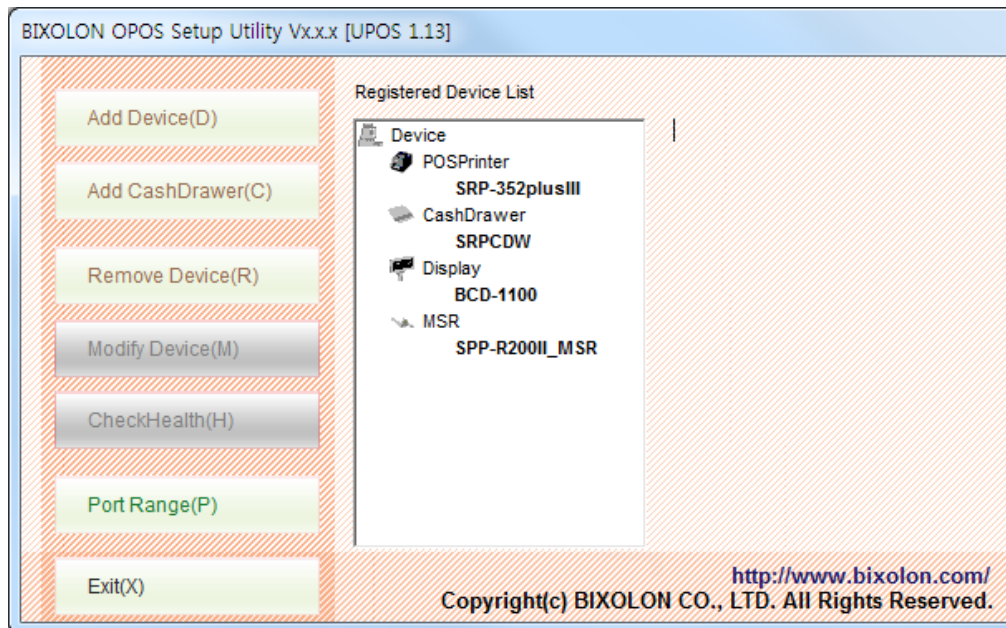 BIXOLON OPOS Setup Utility Vx.x.x [UPOS 1.13]
Add Device(D)
Add CashDrawer(C)
Remove Device(R)
Modify Device(M)
CheckHealth(H)
Port Range(P)
Exit(X)
Registered Device List
Device
POSPrinter
SRP-352plusIII
CashDrawer
SRPCDW
Display
BCD-1100
MSR
SPP-R200II_MSR
http://www.bixolon.com/
Copyright(c) BIXOLON CO., LTD. All Rights Reserved.